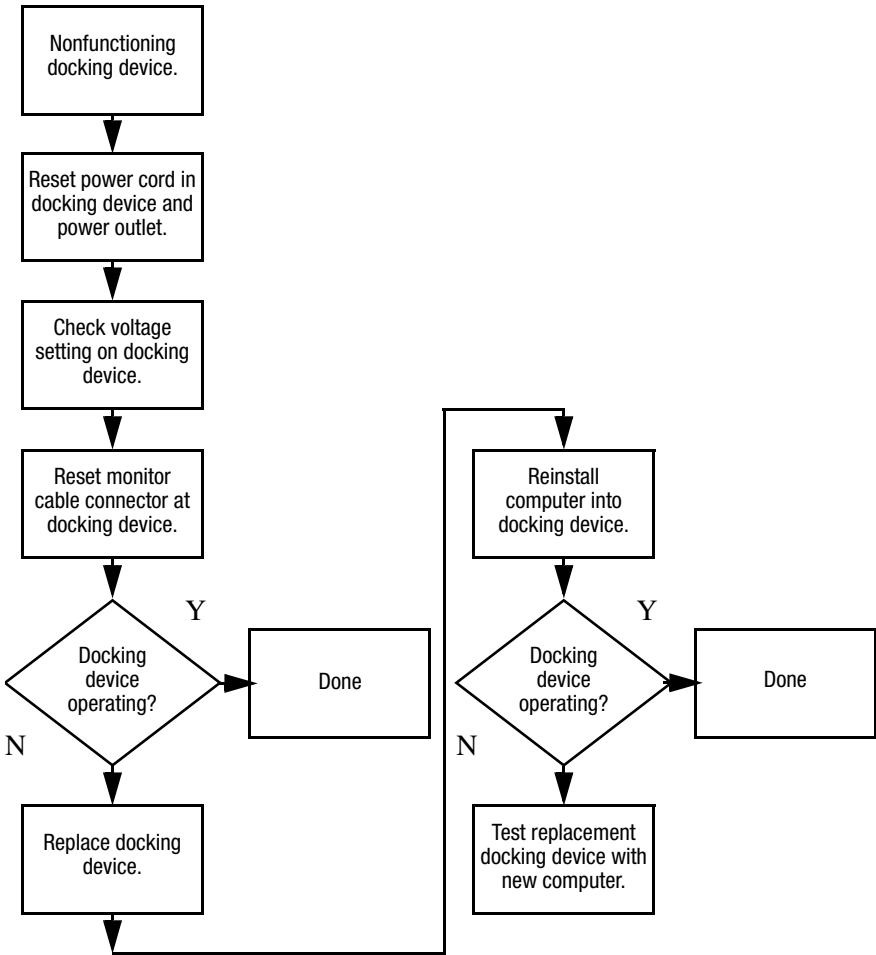 Nonfunctioning
docking device.
Reset power cord in
docking device and
power outlet.
Check voltage
setting on docking
device.
Reset monitor
cable connector at
docking device.
Y
Docking
device
operating?
Done
N
Replace docking
device.
Reinstall
computer into
docking device.
Y
Docking
device
operating?
Done
N
Test replacement
docking device with
new computer.